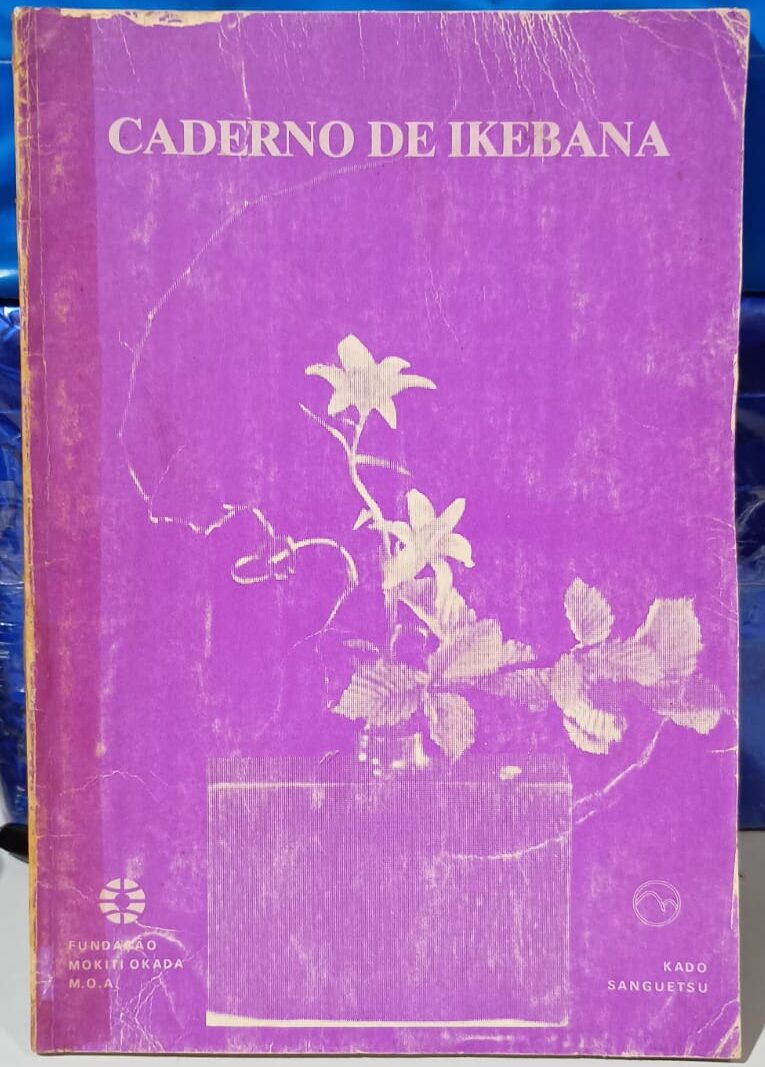 CADERNO DE IKEBANA
FUNDAÇÃO
MOKITI OKADA
M.O.A.
KADO
SANGUETSU